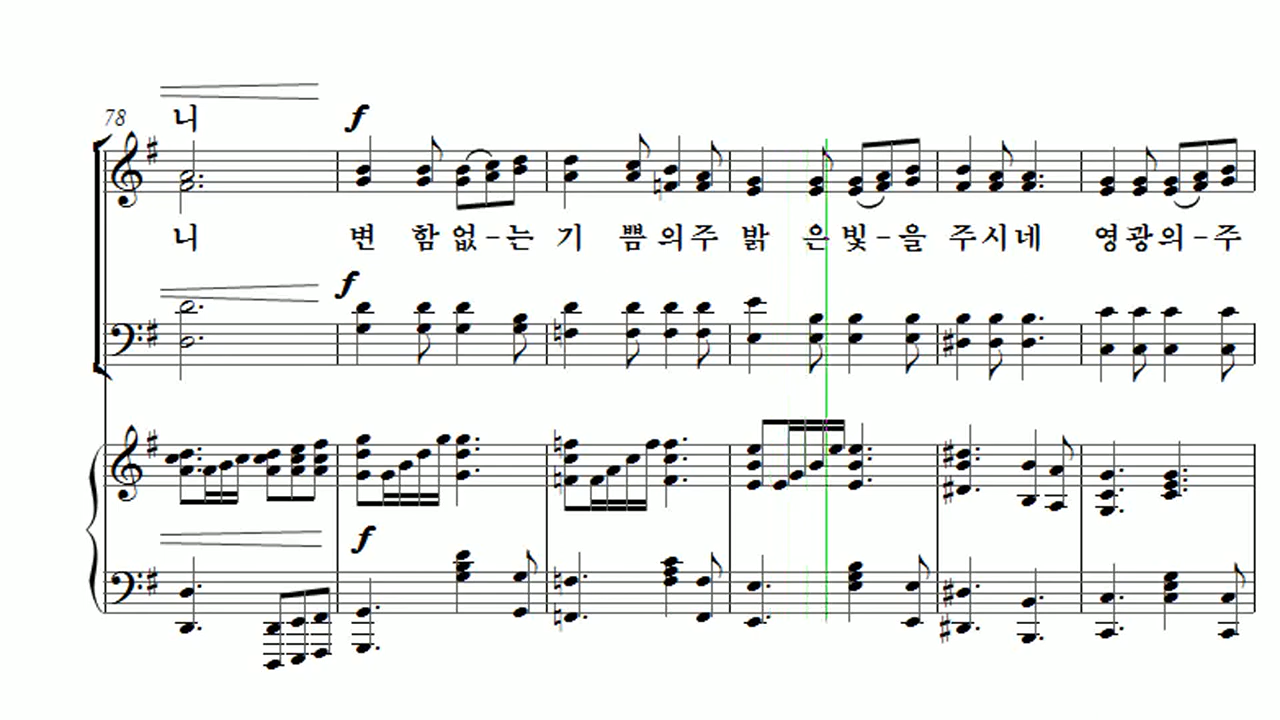 니
78
f
니 변 함 없 - 는 기 쁨 의 주 밝 은 빛 - 을 주 시 네 영 광 의 - 주
f
f